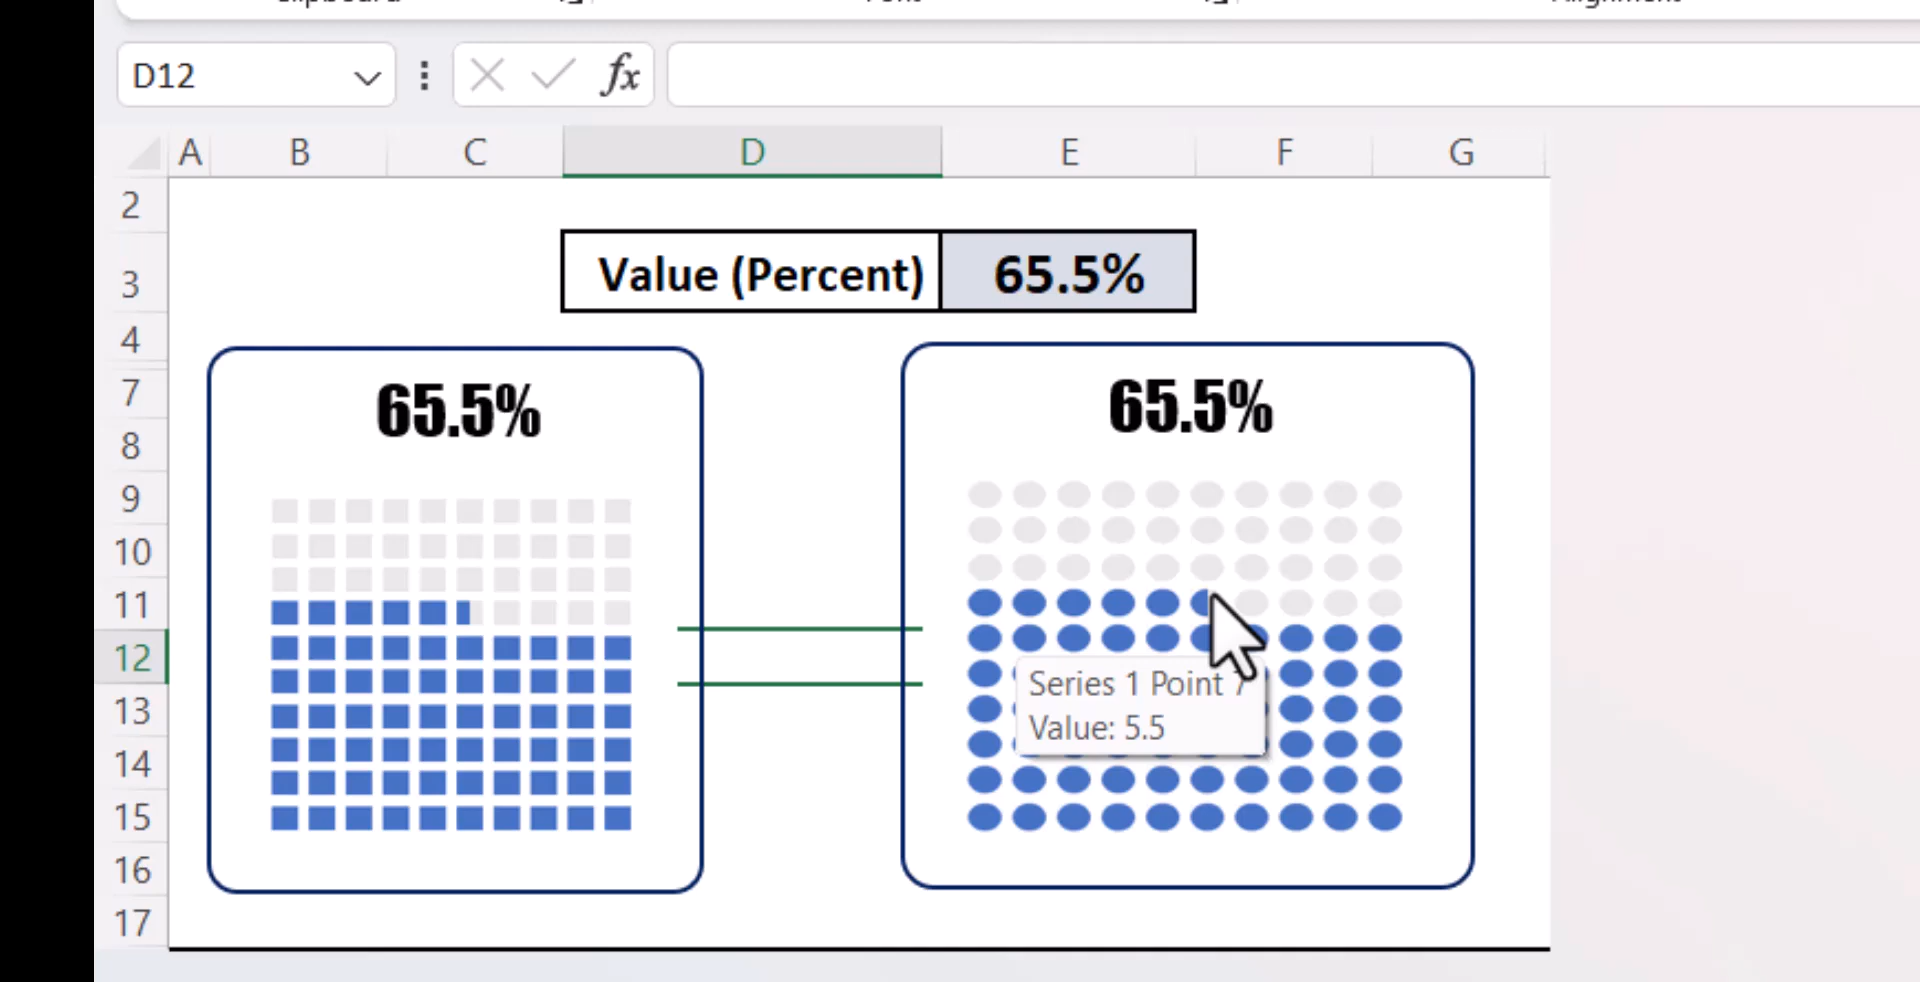 D12
fx
A B C D E F G
2
3
4
7
8
9
10
11
12
13
14
15
16
17
Value (Percent) 65.5%
65.5%
65.5%
Series 1 Point 7
Value: 5.5